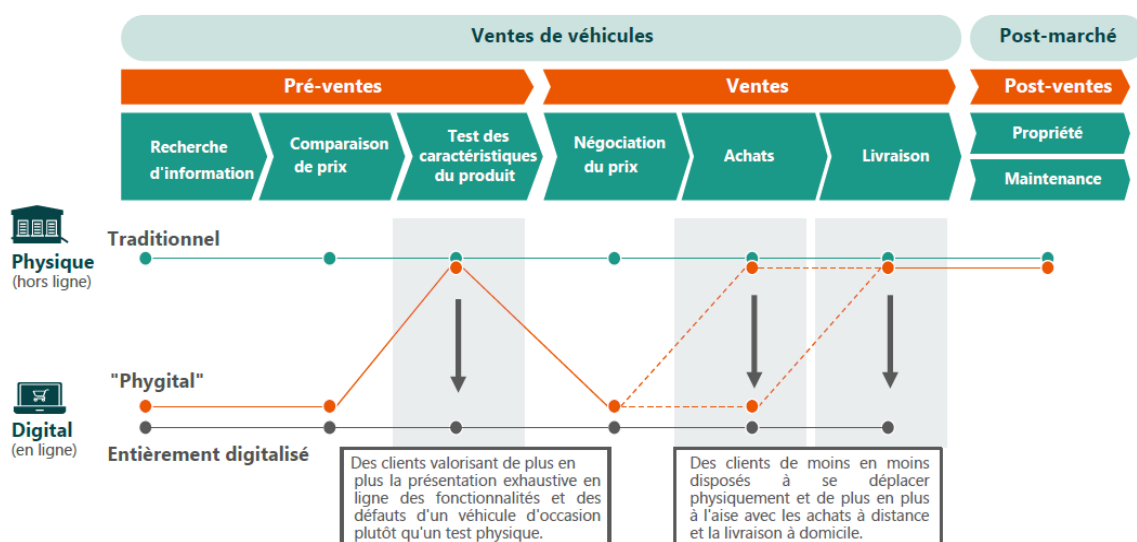 Ventes de véhicules
Post-marché
Pré-ventes
Ventes
Post-ventes
Recherche
d'information
Comparaison
de prix
Test des
caractéristiques
du produit
Négociation
du prix
Achats
Livraison
Propriété
Maintenance
Physique
(hors ligne)
Traditionnel
"Phygital"
Digital
(en ligne)
Entièrement digitalisé
Des clients valorisant de plus en
plus la présentation exhaustive en
ligne des fonctionnalités et des
défauts d'un véhicule d'occasion
plutôt qu'un test physique.
Des clients de moins en moins
disposés à se déplacer
physiquement et de plus en plus
à l'aise avec les achats à distance
et la livraison à domicile.